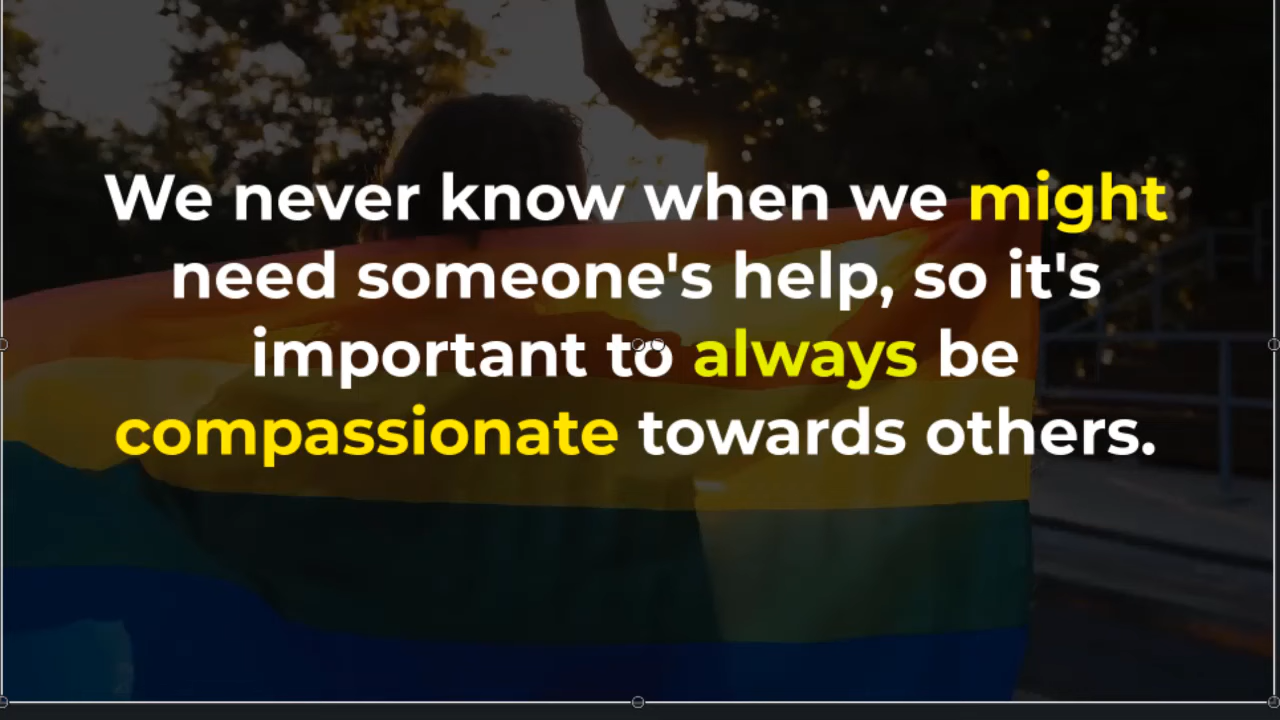 We never know when we might
need someone's help, so it's
important to always be
compassionate towards others.